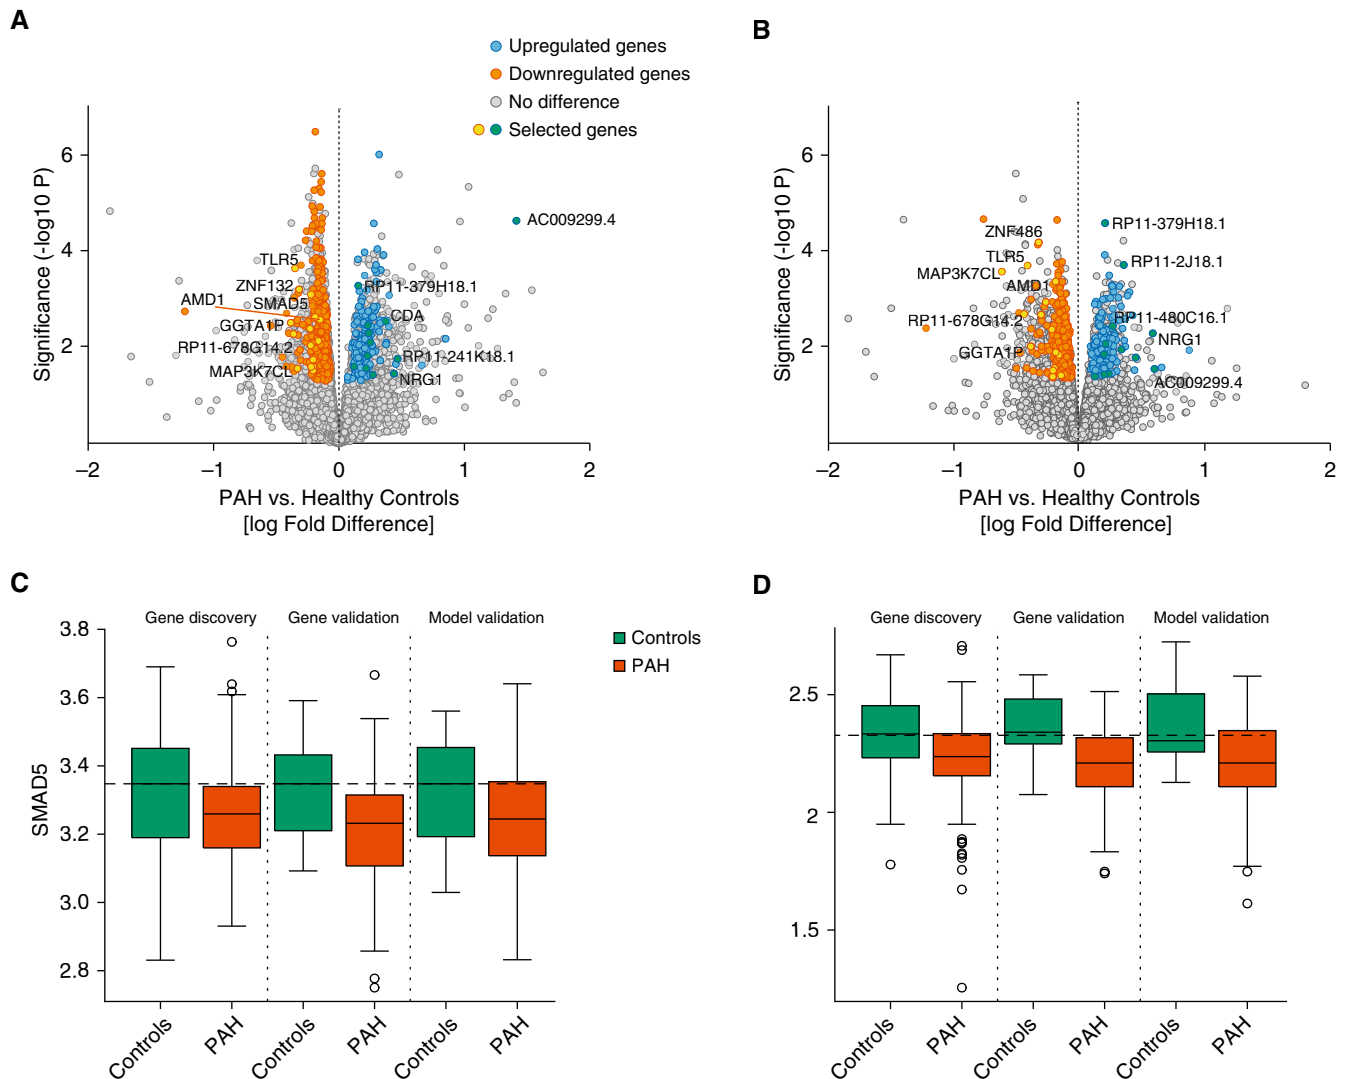 A
Upregulated genes
Downregulated genes
No difference
Selected genes
Significance (-log10 P)
6
4
2
AC009299.4
TLR5
ZNF132
RP11-379H18.1
AMD1
SMAD5
CDA
GGTA1P
RP11-678G14.2
RP11-241K18.1
MAP3K7CL
NRG1
−2
−1
0
1
2
PAH vs. Healthy Controls
[log Fold Difference]
B
Significance (-log10 P)
6
4
2
RP11-379H18.1
ZNF486
TLR5
RP11-2J18.1
MAP3K7CL
AMD1
RP11-678G14.2
RP11-480C16.1
NRG1
GGTA1P
AC009299.4
−2
−1
0
1
2
PAH vs. Healthy Controls
[log Fold Difference]
C
Gene discovery
Gene validation
Model validation
Controls
PAH
SMAD5
3.8
3.6
3.4
3.2
3.0
2.8
Controls
PAH
Controls
PAH
Controls
PAH
D
Gene discovery
Gene validation
Model validation
2.5
2
1.5
Controls
PAH
Controls
PAH
Controls
PAH